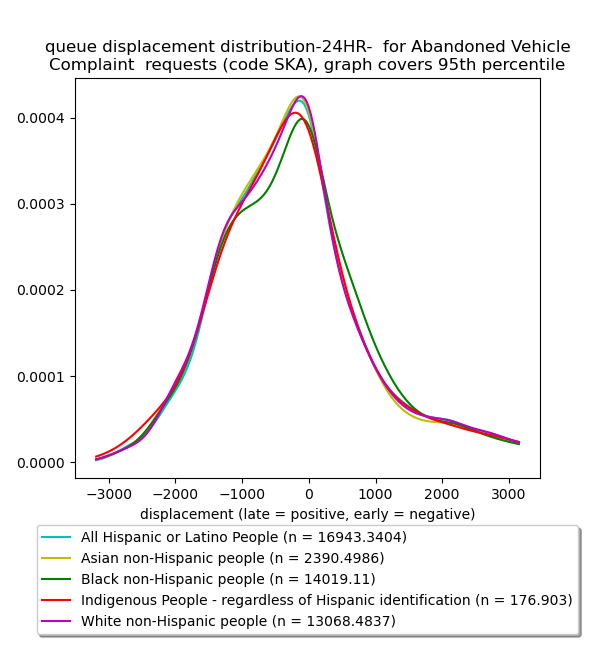 queue displacement distribution-24HR-  for Abandoned Vehicle
Complaint  requests (code SKA), graph covers 95th percentile
0.0004
0.0003
0.0002
0.0001
0.0000
−3000 −2000 −1000 0 1000 2000 3000
displacement (late = positive, early = negative)
All Hispanic or Latino People (n = 16943.3404)
Asian non-Hispanic people (n = 2390.4986)
Black non-Hispanic people (n = 14019.11)
Indigenous People - regardless of Hispanic identification (n = 176.903)
White non-Hispanic people (n = 13068.4837)